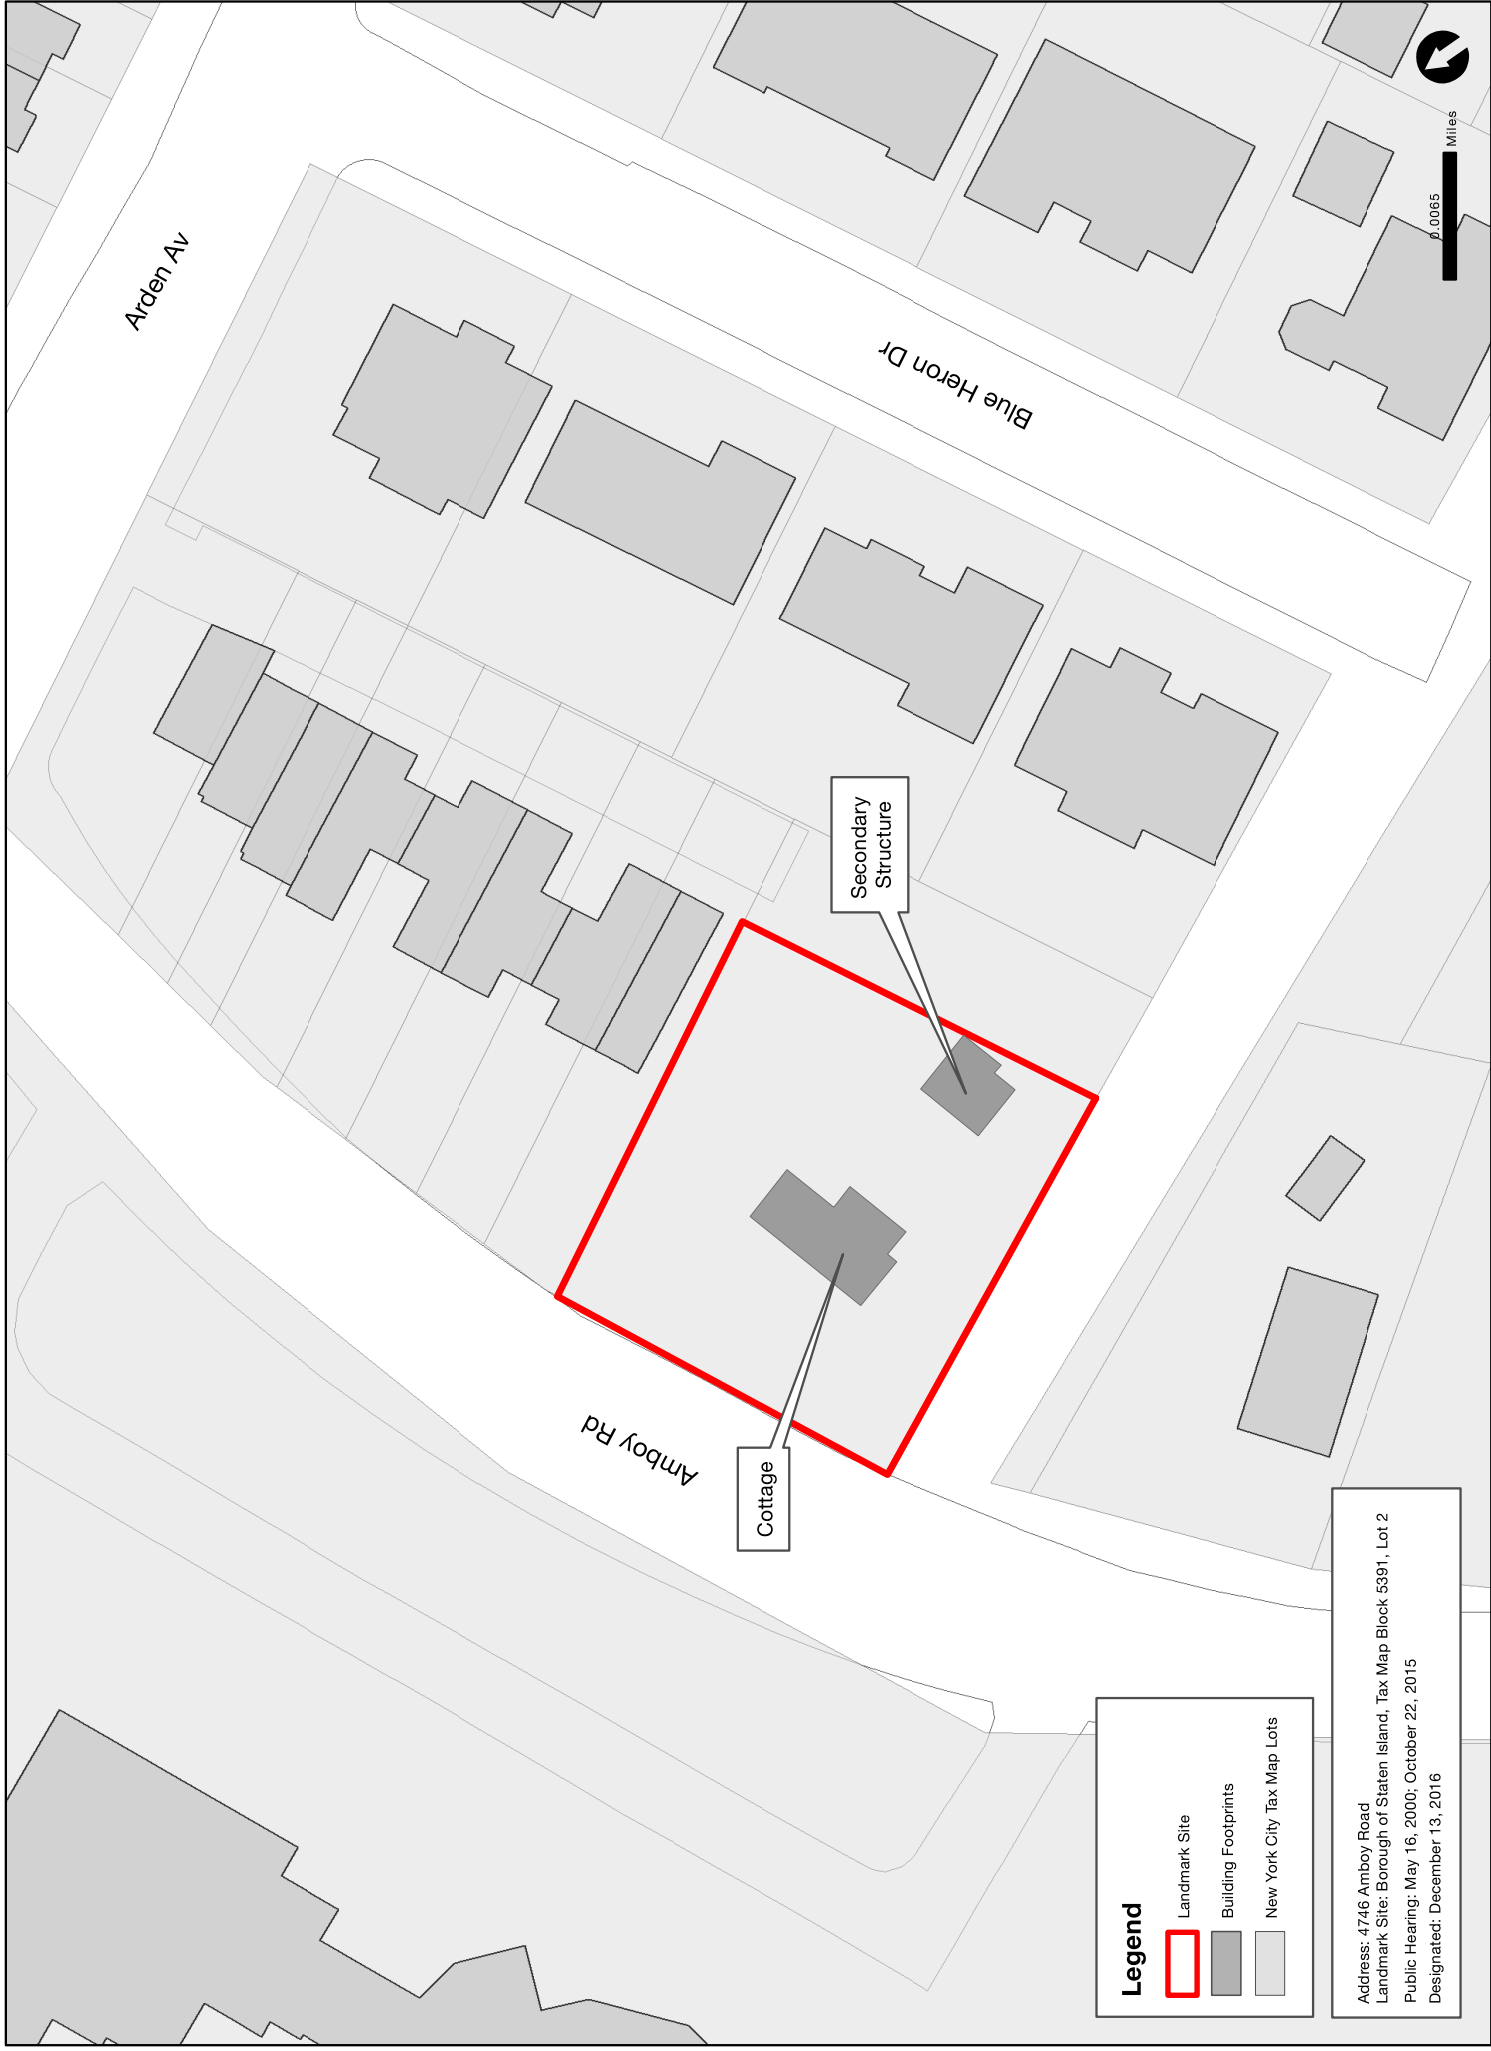 Arden Av
Blue Heron Dr
Amboy Rd
Secondary
Structure
Cottage
0.0065
Miles
Legend
Landmark Site
Building Footprints
New York City Tax Map Lots
Address: 4746 Amboy Road
Landmark Site: Borough of Staten Island, Tax Map Block 5391, Lot 2
Public Hearing: May 16, 2000; October 22, 2015
Designated: December 13, 2016